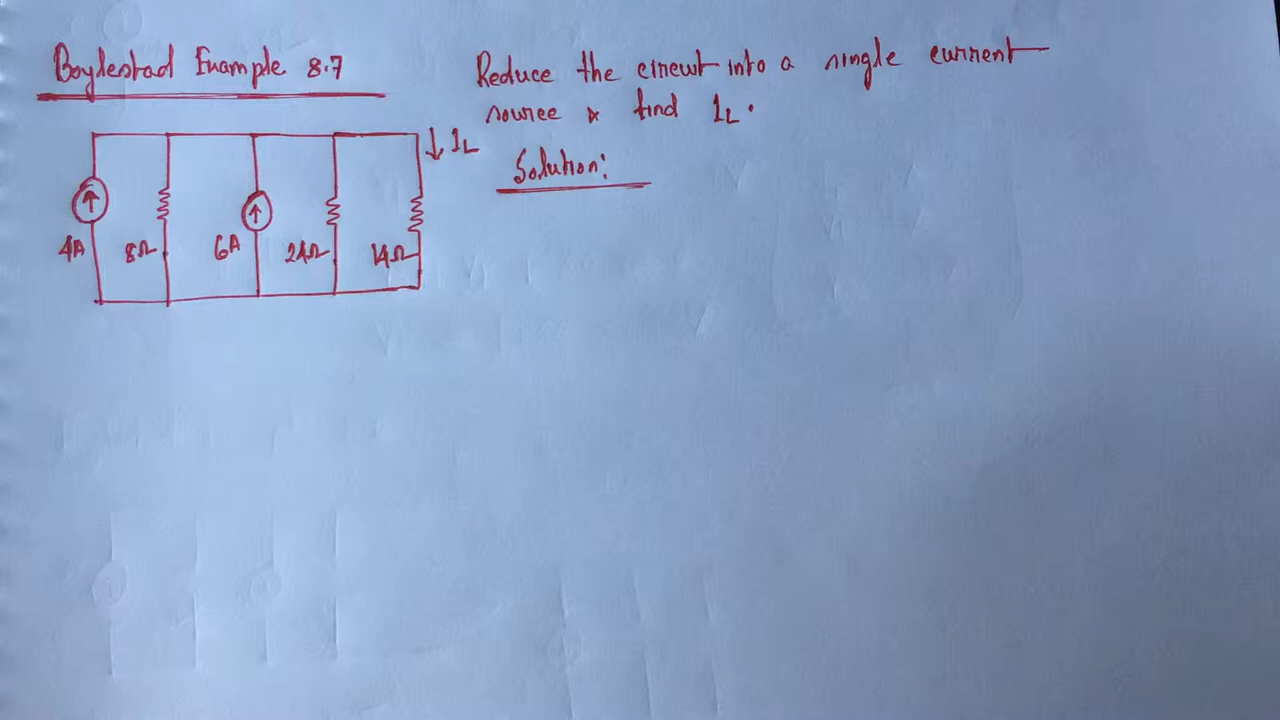 Boylestad Example 8.7
Reduce the circuit into a single current
source & find IL.
Solution:
↓ IL
4A
8Ω
6A
24Ω
14Ω